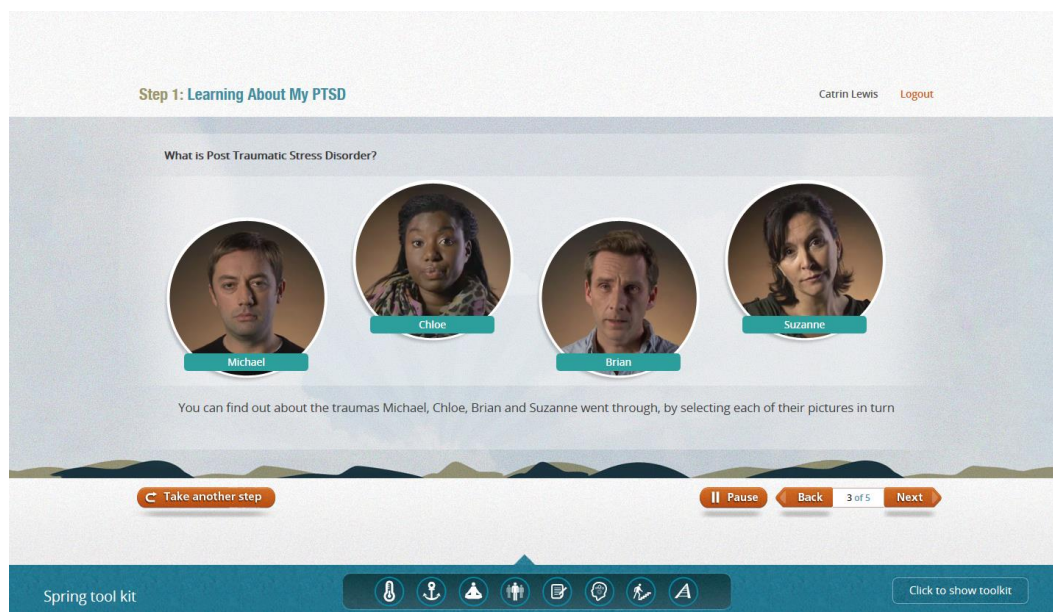 Step 1: Learning About My PTSD
Catrin Lewis Logout
What is Post Traumatic Stress Disorder?
Michael
Chloe
Brian
Suzanne
You can find out about the traumas Michael, Chloe, Brian and Suzanne went through, by selecting each of their pictures in turn
Take another step
Pause
Back
3 of 5
Next
Spring tool kit
Click to show toolkit